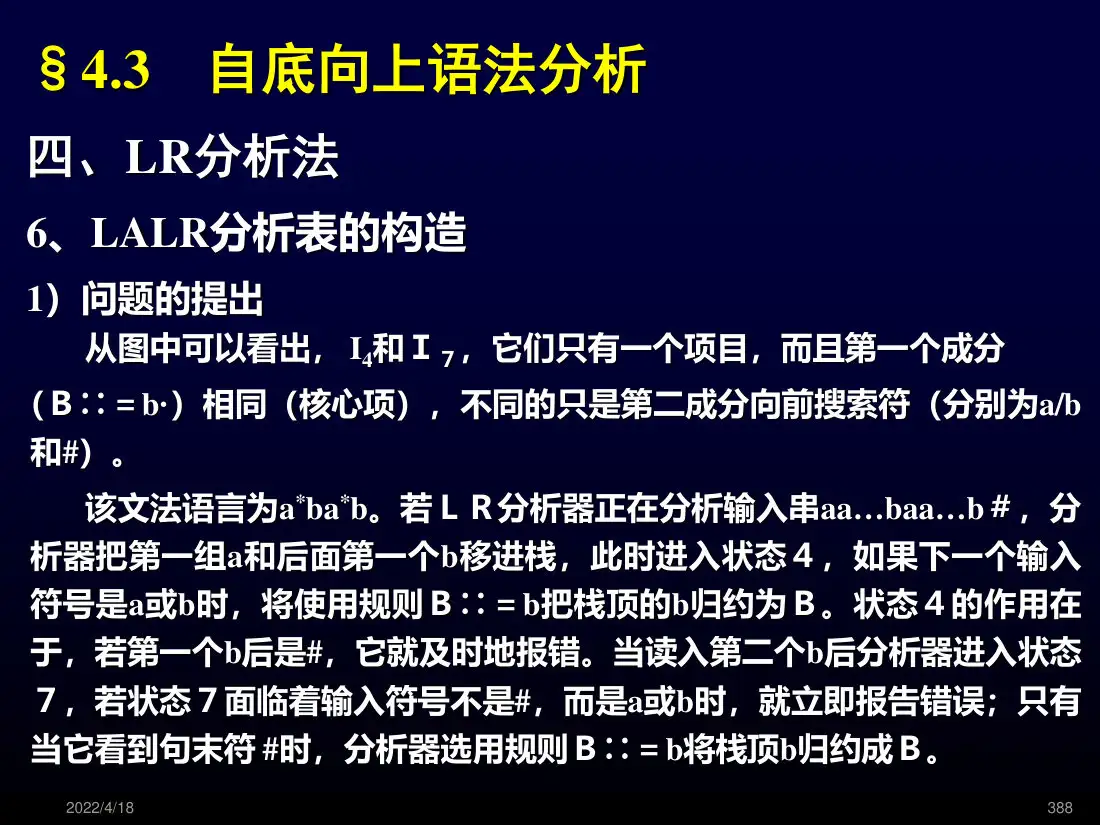 §4.3 自底向上语法分析
四、LR分析法
6、LALR分析表的构造
1）问题的提出
从图中可以看出， I4和Ｉ７，它们只有一个项目，而且第一个成分
（Ｂ∷＝b·）相同（核心项），不同的只是第二成分向前搜索符（分别为a/b
和#）。
该文法语言为a*ba*b。若ＬＲ分析器正在分析输入串aa…baa…b＃，分
析器把第一组a和后面第一个b移进栈，此时进入状态４，如果下一个输入
符号是a或b时，将使用规则Ｂ∷＝b把栈顶的b归约为Ｂ。状态４的作用在
于，若第一个b后是#，它就及时地报错。当读入第二个b后分析器进入状态
７，若状态７面临着输入符号不是#，而是a或b时，就立即报告错误；只有
当它看到句末符 #时，分析器选用规则Ｂ∷＝b将栈顶b归约成Ｂ。
2022/4/18
388